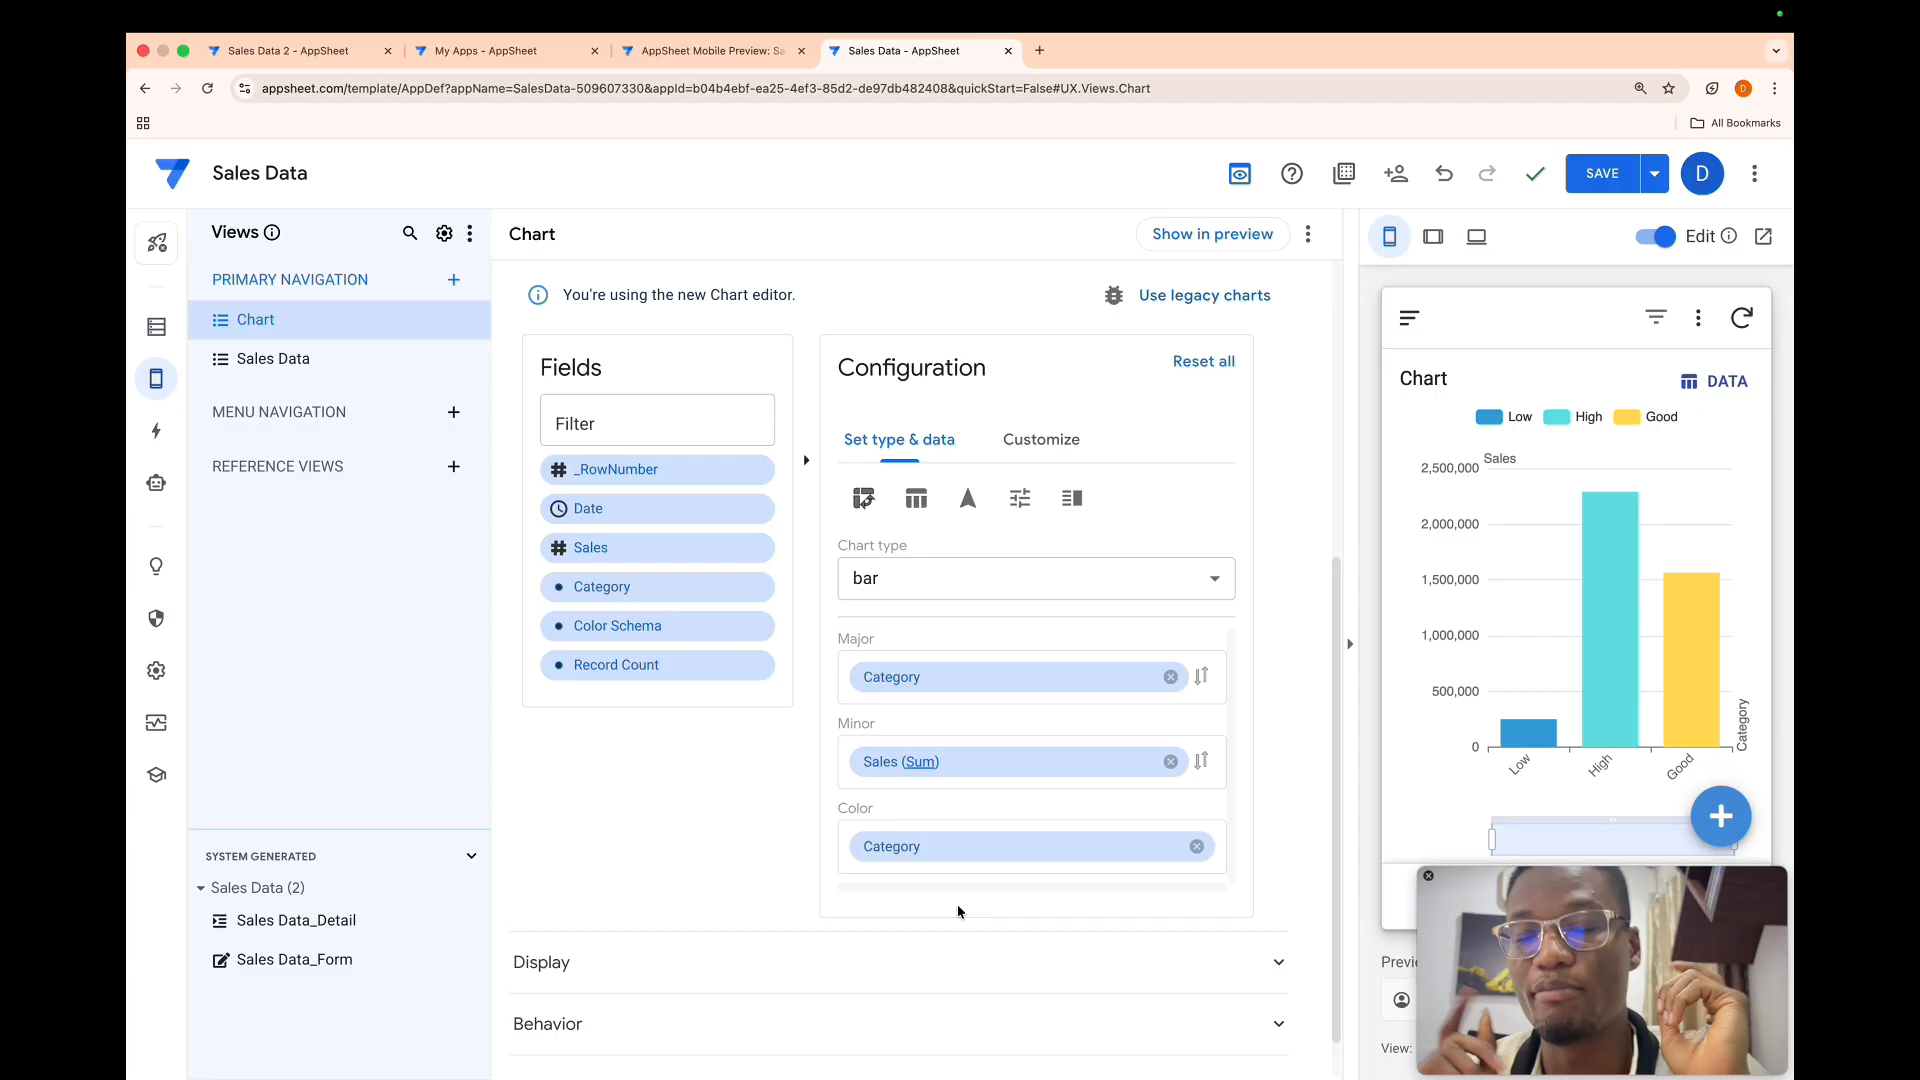 Sales Data 2 - AppSheet
My Apps - AppSheet
AppSheet Mobile Preview: Sa
Sales Data - AppSheet
appsheet.com/template/AppDef?appName=SalesData-509607330&appId=b04b4ebf-ea25-4ef3-85d2-de97db482408&quickStart=False#UX.Views.Chart
D
All Bookmarks
Sales Data
SAVE
D
Views
Chart
Show in preview
Edit
PRIMARY NAVIGATION
Chart
Sales Data
MENU NAVIGATION
REFERENCE VIEWS
SYSTEM GENERATED
Sales Data (2)
Sales Data_Detail
Sales Data_Form
You're using the new Chart editor.
Use legacy charts
Fields
Filter
_RowNumber
Date
Sales
Category
Color Schema
Record Count
Configuration
Reset all
Set type & data
Customize
Chart type
bar
Major
Category
Minor
Sales (Sum)
Color
Category
Display
Behavior
Chart
DATA
Low
High
Good
Sales
2,500,000
2,000,000
1,500,000
1,000,000
500,000
0
Low
High
Good
Category
Previe
View: